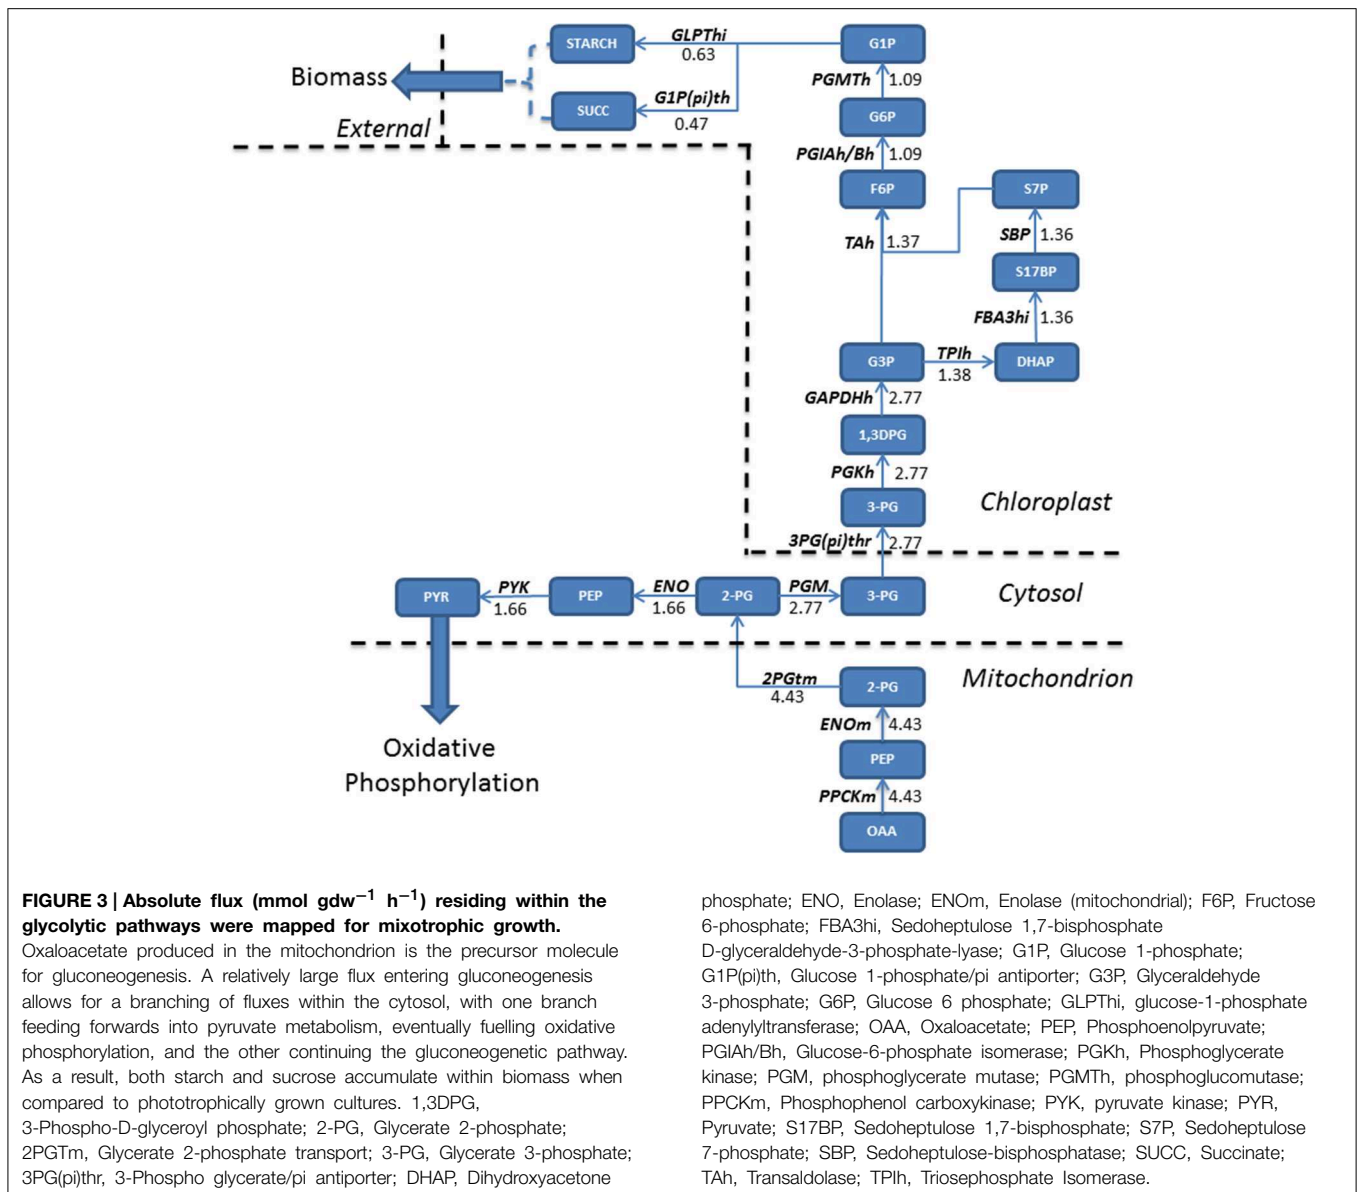 STARCH
GLPThi
0.63
G1P
Biomass
PGMTh
1.09
SUCC
G1P(pi)th
0.47
G6P
External
PGIAh/Bh
1.09
F6P
S7P
TAh
1.37
SBP
1.36
S17BP
FBA3hi
1.36
G3P
TPIh
1.38
DHAP
GAPDHh
2.77
1,3DPG
PGKh
2.77
3-PG
Chloroplast
3PG(pi)thr
2.77
PYR
PYK
1.66
PEP
ENO
1.66
2-PG
PGM
2.77
3-PG
Cytosol
2PGtm
4.43
2-PG
Mitochondrion
ENOm
4.43
Oxidative
Phosphorylation
PEP
PPCKm
4.43
OAA
FIGURE 3 | Absolute flux (mmol gdw−1 h−1) residing within the
glycolytic pathways were mapped for mixotrophic growth.
Oxaloacetate produced in the mitochondrion is the precursor molecule
for gluconeogenesis. A relatively large flux entering gluconeogenesis
allows for a branching of fluxes within the cytosol, with one branch
feeding forwards into pyruvate metabolism, eventually fuelling oxidative
phosphorylation, and the other continuing the gluconeogenetic pathway.
As a result, both starch and sucrose accumulate within biomass when
compared to phototrophically grown cultures. 1,3DPG,
3-Phospho-D-glyceroyl phosphate; 2-PG, Glycerate 2-phosphate;
2PGTm, Glycerate 2-phosphate transport; 3-PG, Glycerate 3-phosphate;
3PG(pi)thr, 3-Phospho glycerate/pi antiporter; DHAP, Dihydroxyacetone
phosphate; ENO, Enolase; ENOm, Enolase (mitochondrial); F6P, Fructose
6-phosphate; FBA3hi, Sedoheptulose 1,7-bisphosphate
D-glyceraldehyde-3-phosphate-lyase; G1P, Glucose 1-phosphate;
G1P(pi)th, Glucose 1-phosphate/pi antiporter; G3P, Glyceraldehyde
3-phosphate; G6P, Glucose 6 phosphate; GLPThi, glucose-1-phosphate
adenylyltransferase; OAA, Oxaloacetate; PEP, Phosphoenolpyruvate;
PGIAh/Bh, Glucose-6-phosphate isomerase; PGKh, Phosphoglycerate
kinase; PGM, phosphoglycerate mutase; PGMTh, phosphoglucomutase;
PPCKm, Phosphophenol carboxykinase; PYK, pyruvate kinase; PYR,
Pyruvate; S17BP, Sedoheptulose 1,7-bisphosphate; S7P, Sedoheptulose
7-phosphate; SBP, Sedoheptulose-bisphosphatase; SUCC, Succinate;
TAh, Transaldolase; TPIh, Triosephosphate Isomerase.